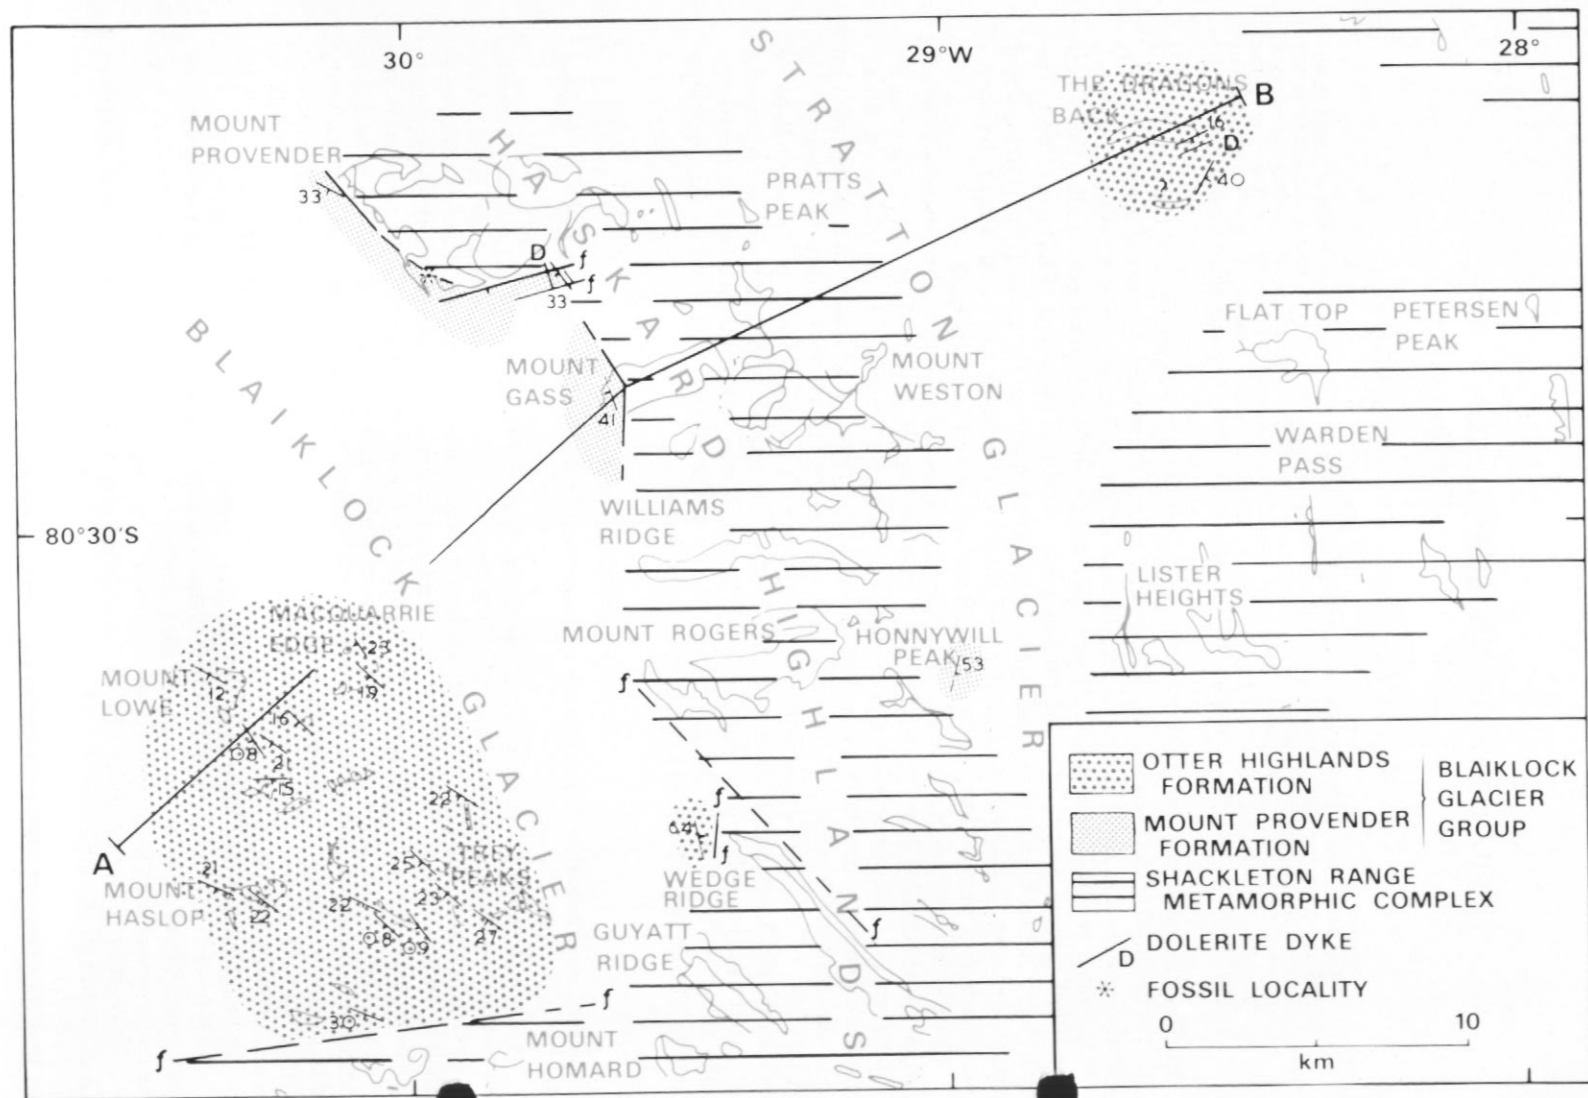 30°
29°W
28°
STRATTON GLACIER
HASKARD HIGHLANDS
BLAIKLOCK GLACIER
THE DRAGONS
BACK
B
16
D
40
?
MOUNT
PROVENDER
33
PRATTS
PEAK
D
f
f
33
FLAT TOP
PETERSEN
PEAK
MOUNT
GASS
41
MOUNT
WESTON
WARDEN
PASS
WILLIAMS
RIDGE
80°30'S
LISTER
HEIGHTS
MACQUARRIE
EDGE
23
MOUNT ROGERS
HONNYWILL
PEAK
53
MOUNT
LOWE
12
19
f
16
08
21
15
22
f
04
f
A
21
25
TREY
PEAKS
WEDGE
RIDGE
MOUNT
HASLOP
22
22
23
08
09
27
f
GUYATT
RIDGE
f
30
f
MOUNT
HOMARD
OTTER HIGHLANDS
FORMATION
BLAIKLOCK
GLACIER
GROUP
MOUNT PROVENDER
FORMATION
SHACKLETON RANGE
METAMORPHIC COMPLEX
D DOLERITE DYKE
FOSSIL LOCALITY
0 10
km